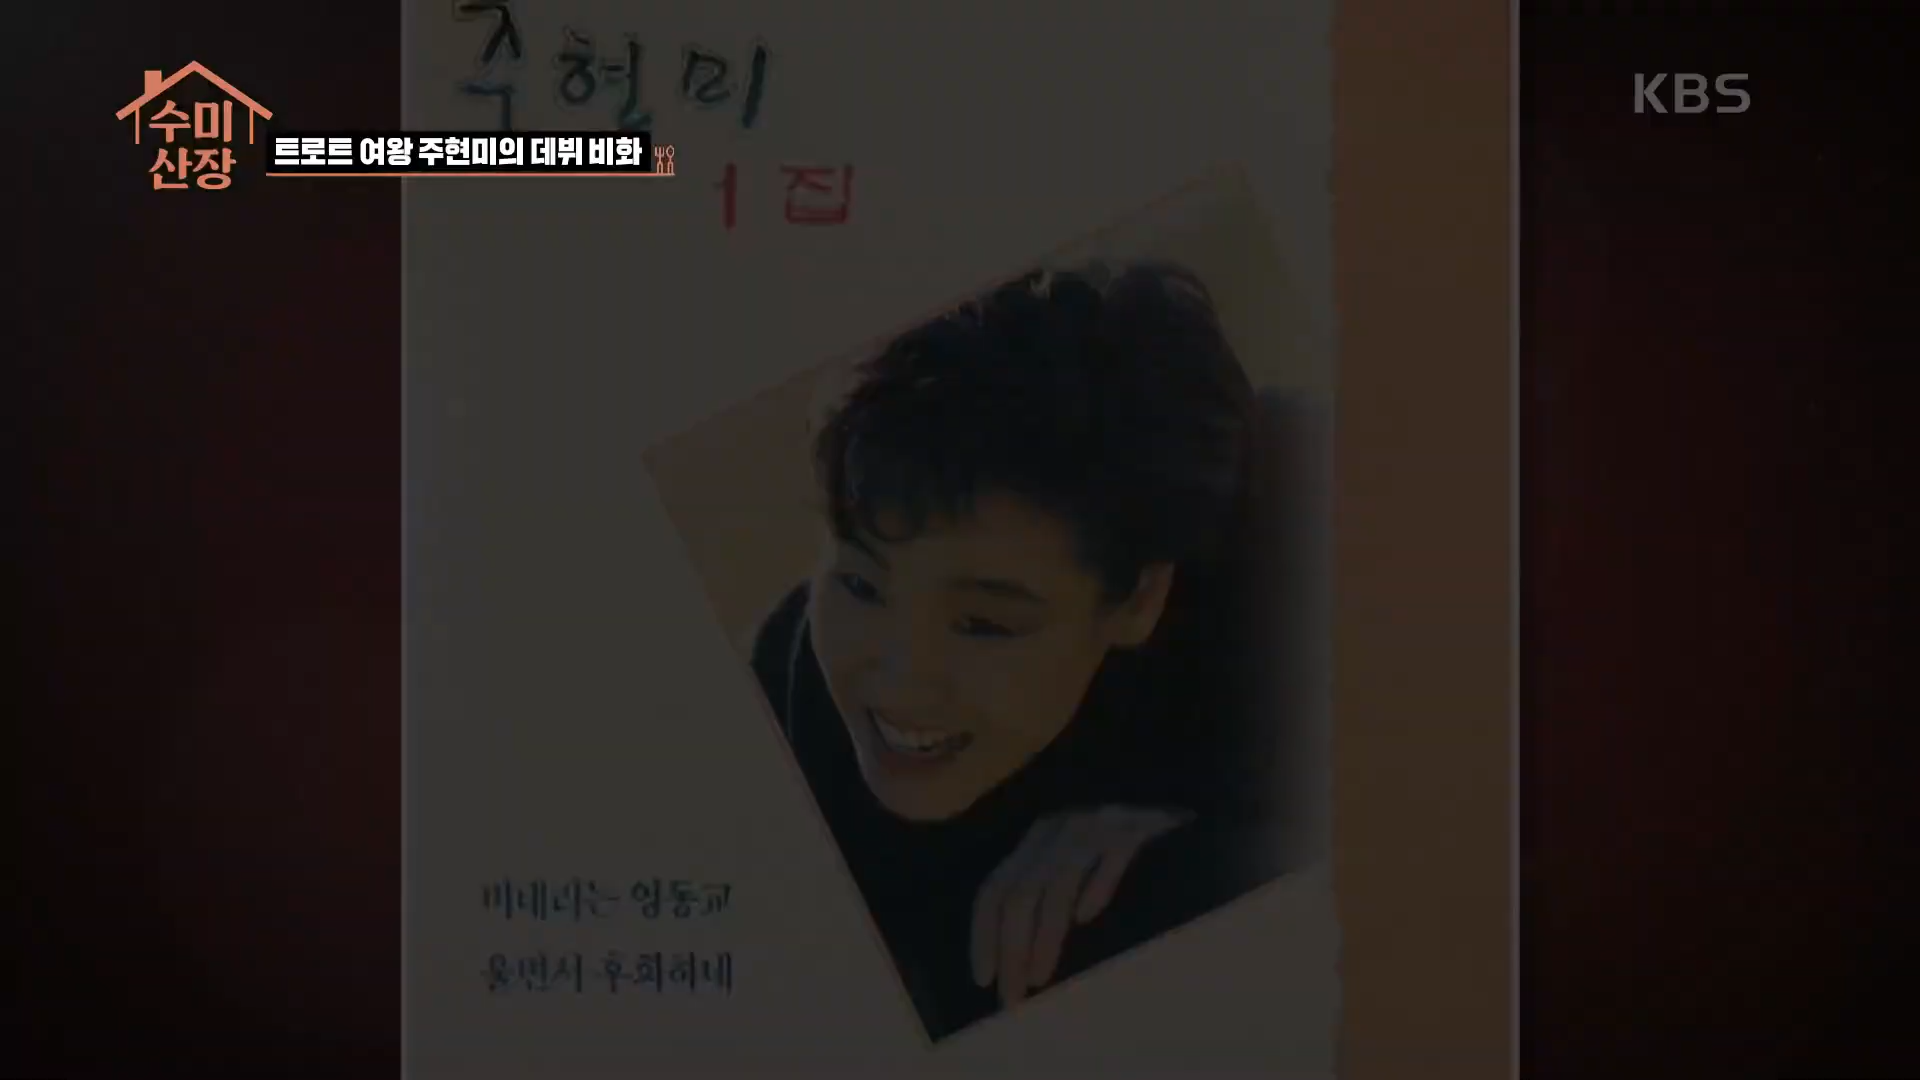 주현미
1집
KBS
수미
산장
트로트 여왕 주현미의 데뷔 비화
비내리는 영동교
울면서 후회하네